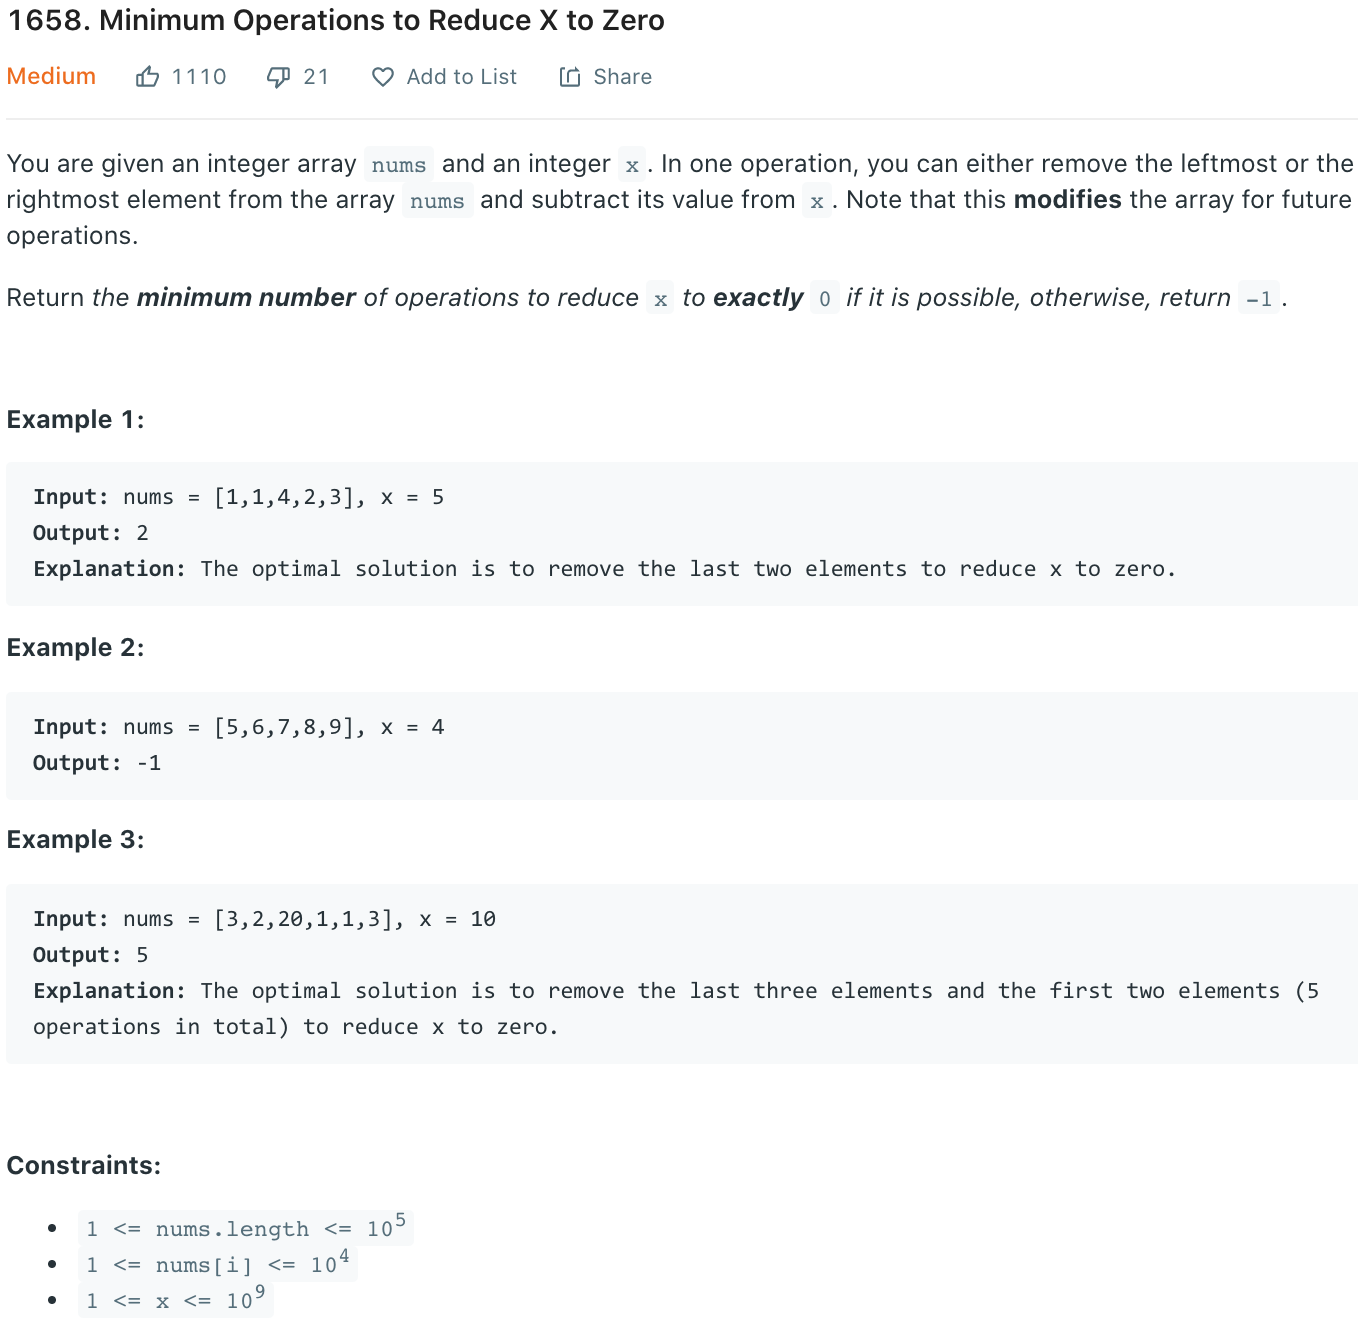 1658. Minimum Operations to Reduce X to Zero
Medium 1110 21 Add to List Share
You are given an integer array nums and an integer x. In one operation, you can either remove the leftmost or the
rightmost element from the array nums and subtract its value from x. Note that this modifies the array for future
operations.
Return the minimum number of operations to reduce x to exactly 0 if it is possible, otherwise, return -1.
Example 1:
Input: nums = [1,1,4,2,3], x = 5
Output: 2
Explanation: The optimal solution is to remove the last two elements to reduce x to zero.
Example 2:
Input: nums = [5,6,7,8,9], x = 4
Output: -1
Example 3:
Input: nums = [3,2,20,1,1,3], x = 10
Output: 5
Explanation: The optimal solution is to remove the last three elements and the first two elements (5
operations in total) to reduce x to zero.
Constraints:
• 1 <= nums.length <= 10⁵
• 1 <= nums[i] <= 10⁴
• 1 <= x <= 10⁹